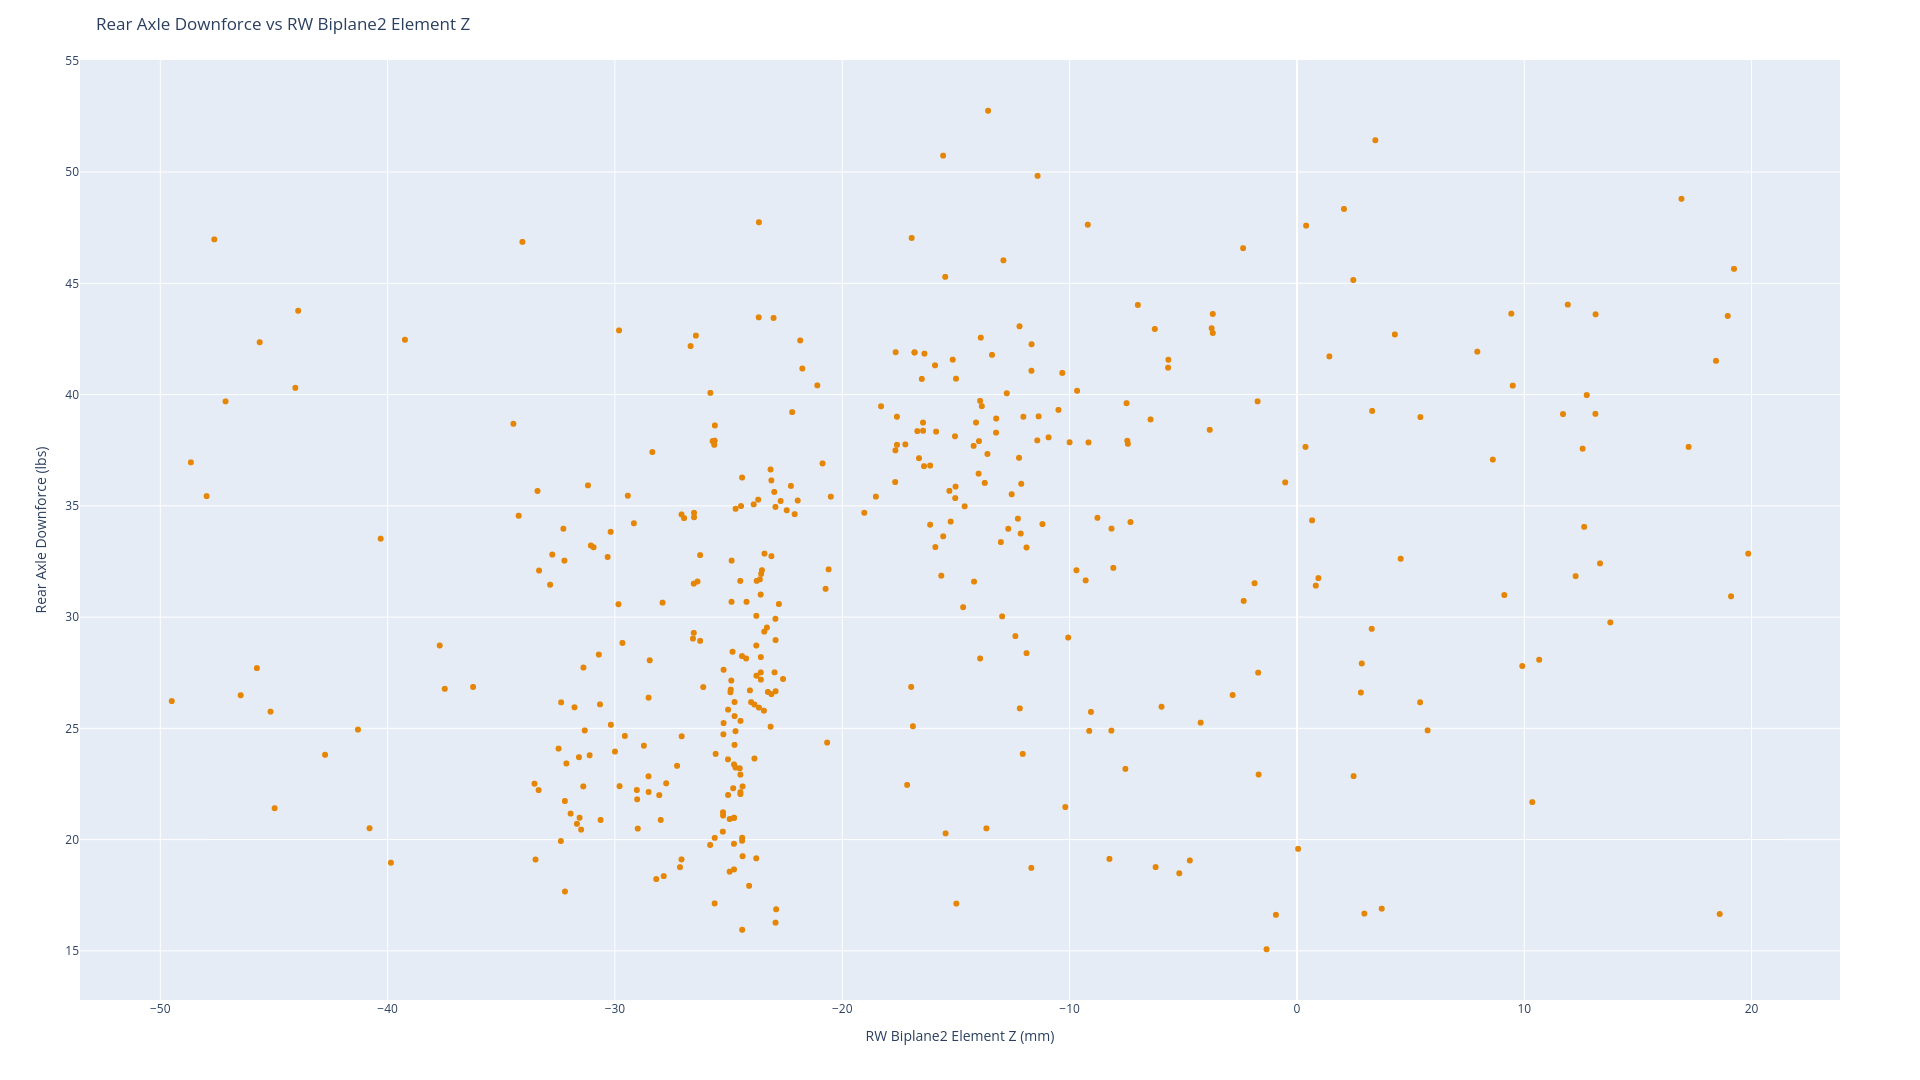 Rear Axle Downforce vs RW Biplane2 Element Z
55
50
45
40
35
30
25
20
15
Rear Axle Downforce (lbs)
−50 −40 −30 −20 −10 0 10 20
RW Biplane2 Element Z (mm)